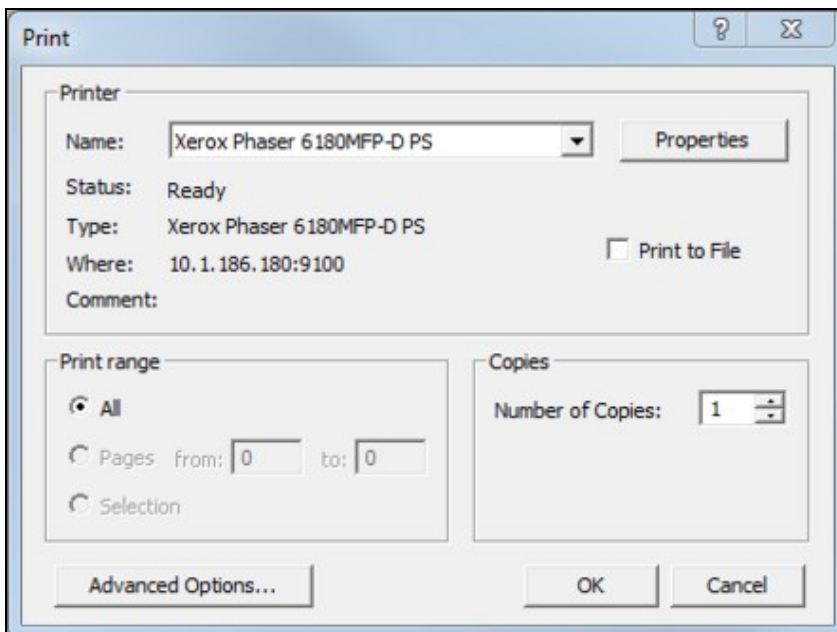 Print
Printer
Name: Xerox Phaser 6180MFP-D PS Properties
Status: Ready
Type: Xerox Phaser 6180MFP-D PS
Where: 10.1.186.180:9100 Print to File
Comment:
Print range
All
Pages from: 0 to: 0
Selection
Copies
Number of Copies: 1
Advanced Options... OK Cancel